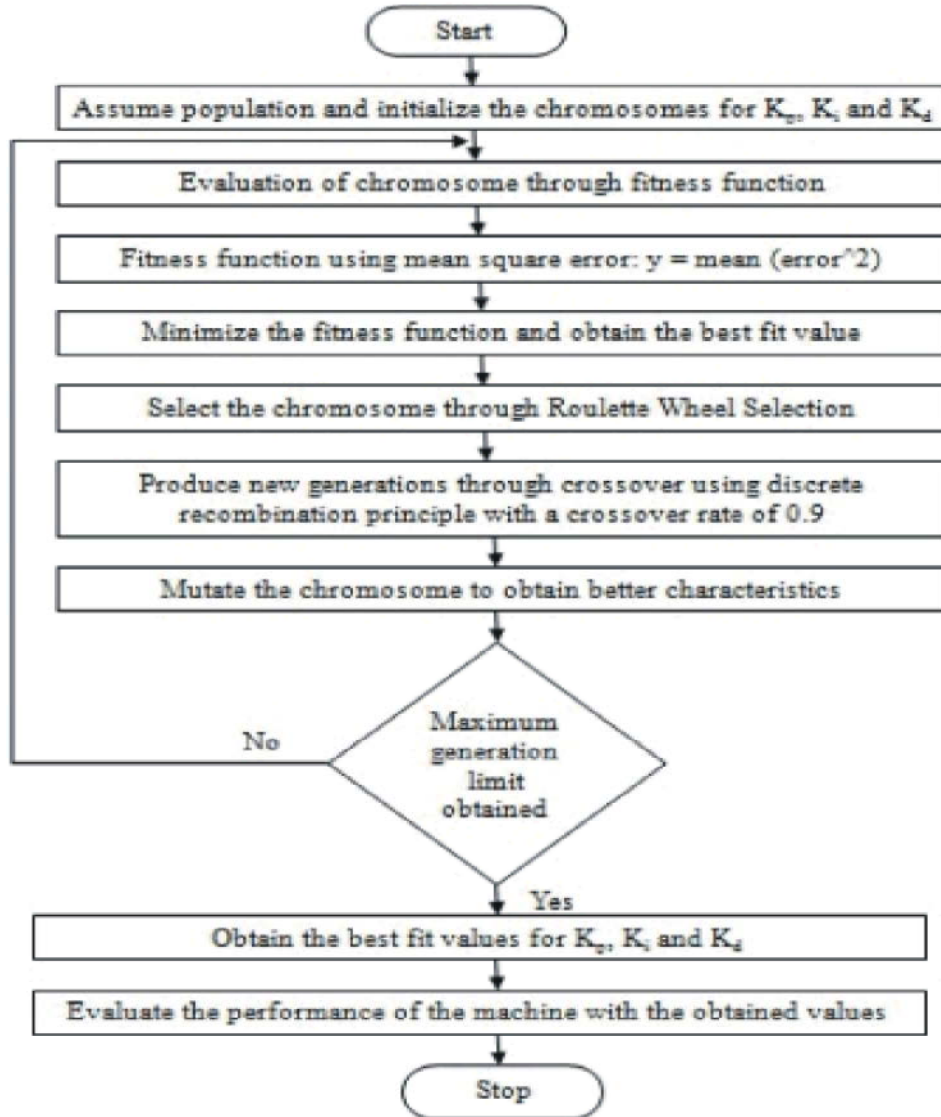 Start
Assume population and initialize the chromosomes for Kp, Ki and Kd
Evaluation of chromosome through fitness function
Fitness function using mean square error: y = mean (error^2)
Minimize the fitness function and obtain the best fit value
Select the chromosome through Roulette Wheel Selection
Produce new generations through crossover using discrete
recombination principle with a crossover rate of 0.9
Mutate the chromosome to obtain better characteristics
No
Maximum
generation
limit
obtained
Yes
Obtain the best fit values for Kp, Ki and Kd
Evaluate the performance of the machine with the obtained values
Stop